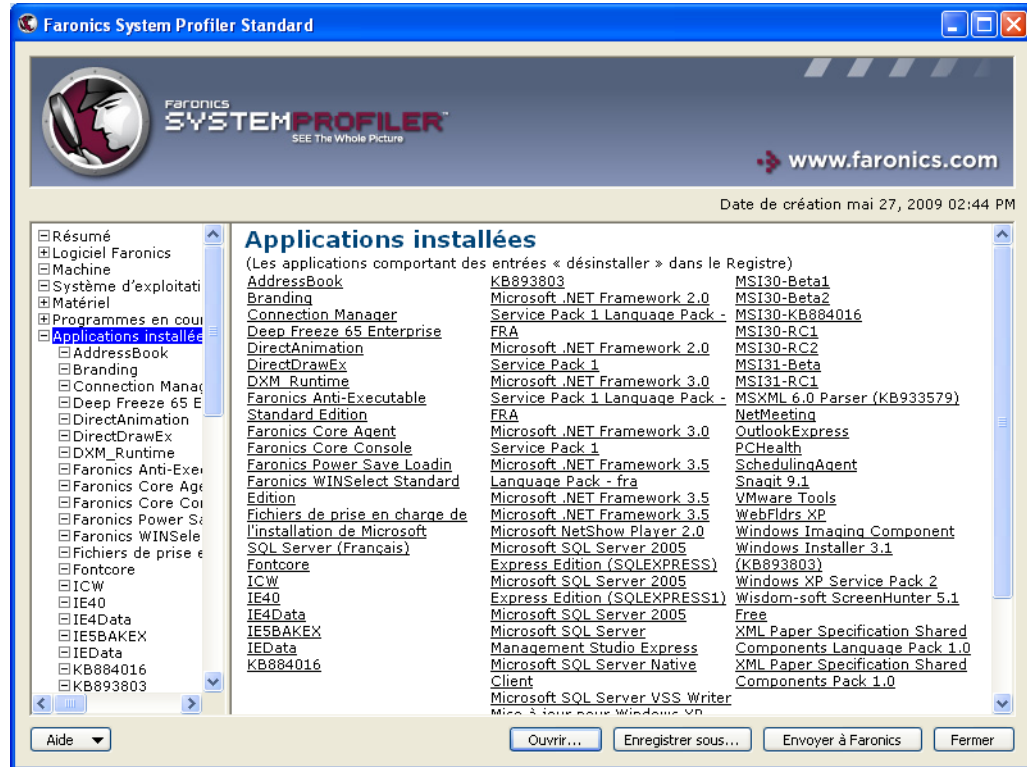 Faronics System Profiler Standard
Faronics
SYSTEMPROFILER™
SEE The Whole Picture
www.faronics.com
Date de création mai 27, 2009 02:44 PM
Résumé
Logiciel Faronics
Machine
Système d'exploitati
Matériel
Programmes en cour
Applications installée
AddressBook
Branding
Connection Manag
Deep Freeze 65 E
DirectAnimation
DirectDrawEx
DXM_Runtime
Faronics Anti-Exe
Faronics Core Age
Faronics Core Co
Faronics Power Sa
Faronics WINSele
Fichiers de prise e
Fontcore
ICW
IE40
IE4Data
IE5BAKEX
IEData
KB884016
KB893803
Applications installées
(Les applications comportant des entrées « désinstaller » dans le Registre)
AddressBook
Branding
Connection Manager
Deep Freeze 65 Enterprise
DirectAnimation
DirectDrawEx
DXM_Runtime
Faronics Anti-Executable
Standard Edition
Faronics Core Agent
Faronics Core Console
Faronics Power Save Loadin
Faronics WINSelect Standard
Edition
Fichiers de prise en charge de
l'installation de Microsoft
SQL Server (Français)
Fontcore
ICW
IE40
IE4Data
IE5BAKEX
IEData
KB884016
KB893803
Microsoft .NET Framework 2.0
Service Pack 1 Language Pack -
FRA
Microsoft .NET Framework 2.0
Service Pack 1
Microsoft .NET Framework 3.0
Service Pack 1 Language Pack -
FRA
Microsoft .NET Framework 3.0
Service Pack 1
Microsoft .NET Framework 3.5
Language Pack - fra
Microsoft .NET Framework 3.5
Microsoft .NET Framework 3.5
Microsoft NetShow Player 2.0
Microsoft SQL Server 2005
Express Edition (SQLEXPRESS)
Microsoft SQL Server 2005
Express Edition (SQLEXPRESS1)
Microsoft SQL Server 2005
Microsoft SQL Server
Management Studio Express
Microsoft SQL Server Native
Client
Microsoft SQL Server VSS Writer
Mise à jour pour Windows XP
MSI30-Beta1
MSI30-Beta2
MSI30-KB884016
MSI30-RC1
MSI30-RC2
MSI31-Beta
MSI31-RC1
MSXML 6.0 Parser (KB933579)
NetMeeting
OutlookExpress
PCHealth
SchedulingAgent
Snagit 9.1
VMware Tools
WebFldrs XP
Windows Imaging Component
Windows Installer 3.1
(KB893803)
Windows XP Service Pack 2
Wisdom-soft ScreenHunter 5.1
Free
XML Paper Specification Shared
Components Language Pack 1.0
XML Paper Specification Shared
Components Pack 1.0
Aide
Ouvrir...
Enregistrer sous...
Envoyer à Faronics
Fermer